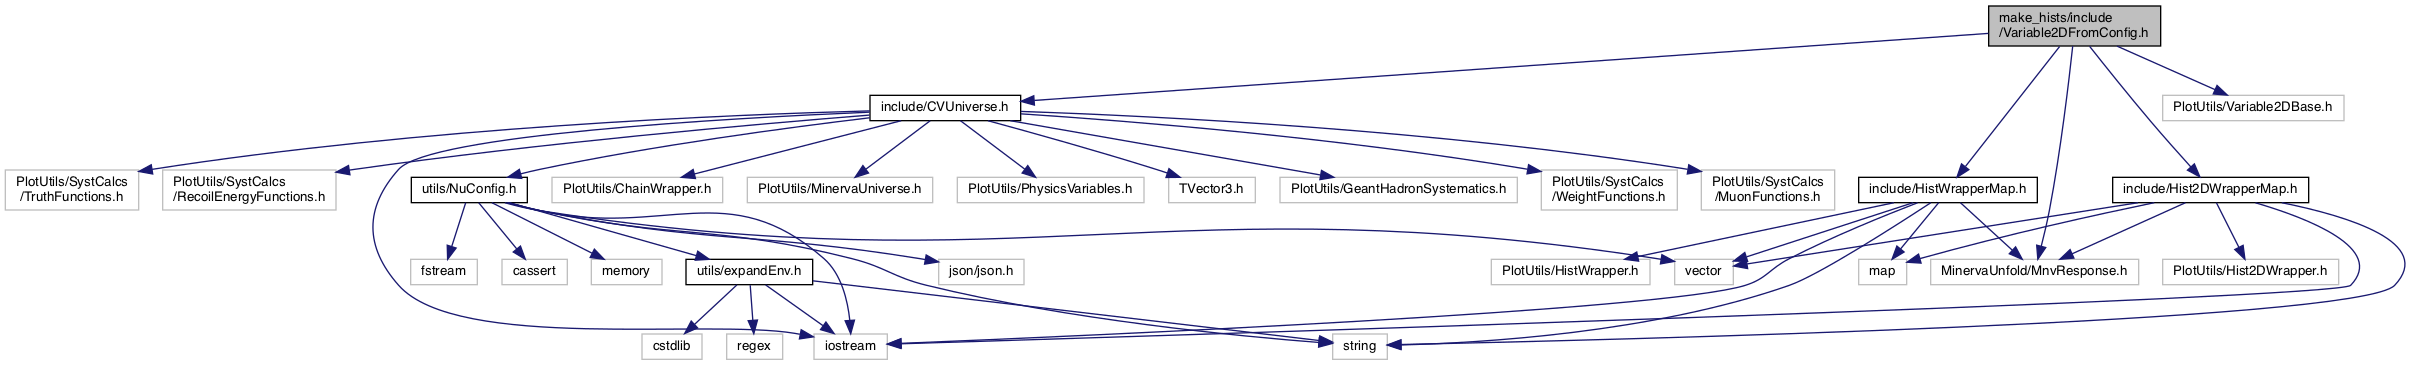 make_hists/include
/Variable2DFromConfig.h
include/CVUniverse.h
PlotUtils/Variable2DBase.h
PlotUtils/SystCalcs
/TruthFunctions.h
PlotUtils/SystCalcs
/RecoilEnergyFunctions.h
utils/NuConfig.h
PlotUtils/ChainWrapper.h
PlotUtils/MinervaUniverse.h
PlotUtils/PhysicsVariables.h
TVector3.h
PlotUtils/GeantHadronSystematics.h
PlotUtils/SystCalcs
/WeightFunctions.h
PlotUtils/SystCalcs
/MuonFunctions.h
include/HistWrapperMap.h
include/Hist2DWrapperMap.h
fstream
cassert
memory
utils/expandEnv.h
json/json.h
PlotUtils/HistWrapper.h
vector
map
MinervaUnfold/MnvResponse.h
PlotUtils/Hist2DWrapper.h
cstdlib
regex
iostream
string